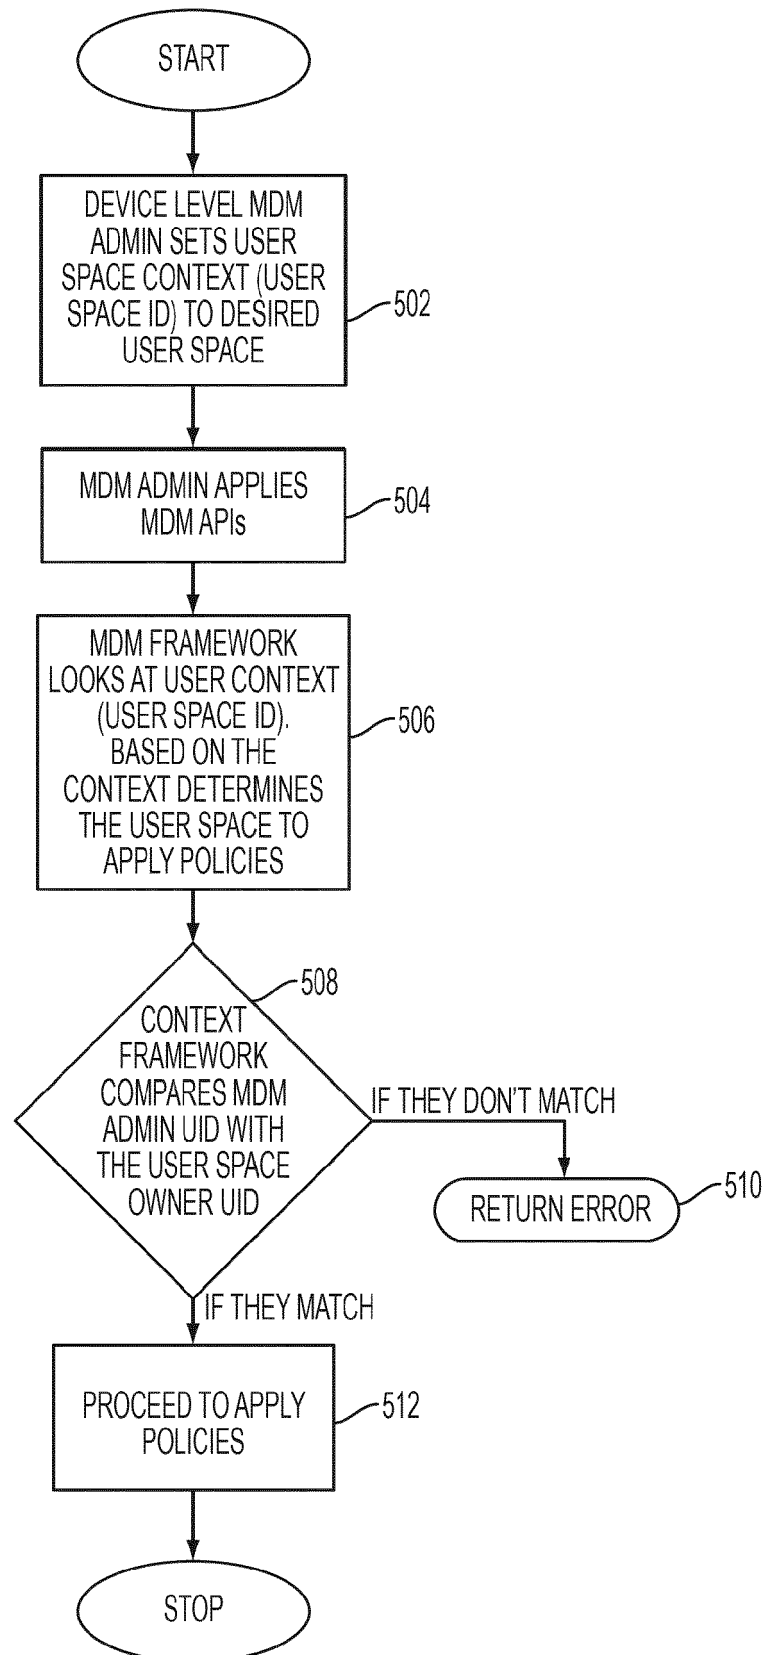 START
DEVICE LEVEL MDM
ADMIN SETS USER
SPACE CONTEXT (USER
SPACE ID) TO DESIRED
USER SPACE
502
MDM ADMIN APPLIES
MDM APIs
504
MDM FRAMEWORK
LOOKS AT USER CONTEXT
(USER SPACE ID).
BASED ON THE
CONTEXT DETERMINES
THE USER SPACE TO
APPLY POLICIES
506
508
CONTEXT
FRAMEWORK
COMPARES MDM
ADMIN UID WITH
THE USER SPACE
OWNER UID
IF THEY DON'T MATCH
RETURN ERROR
510
IF THEY MATCH
PROCEED TO APPLY
POLICIES
512
STOP